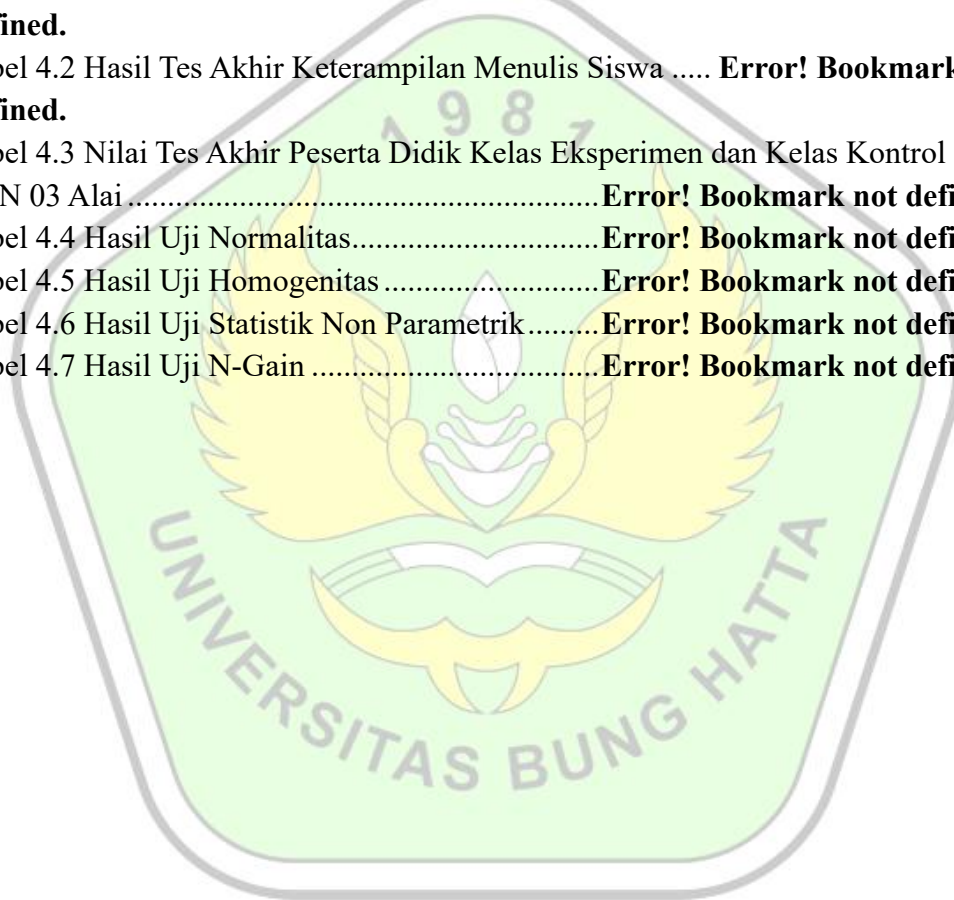 fined.
bel 4.2 Hasil Tes Akhir Keterampilan Menulis Siswa ..... Error! Bookmark
fined.
bel 4.3 Nilai Tes Akhir Peserta Didik Kelas Eksperimen dan Kelas Kontrol
N 03 Alai ......................................................... Error! Bookmark not defi
bel 4.4 Hasil Uji Normalitas.............................. Error! Bookmark not defi
bel 4.5 Hasil Uji Homogenitas .......................... Error! Bookmark not defi
bel 4.6 Hasil Uji Statistik Non Parametrik......... Error! Bookmark not defi
bel 4.7 Hasil Uji N-Gain ................................... Error! Bookmark not defi
1981
UNIVERSITAS BUNG HATTA